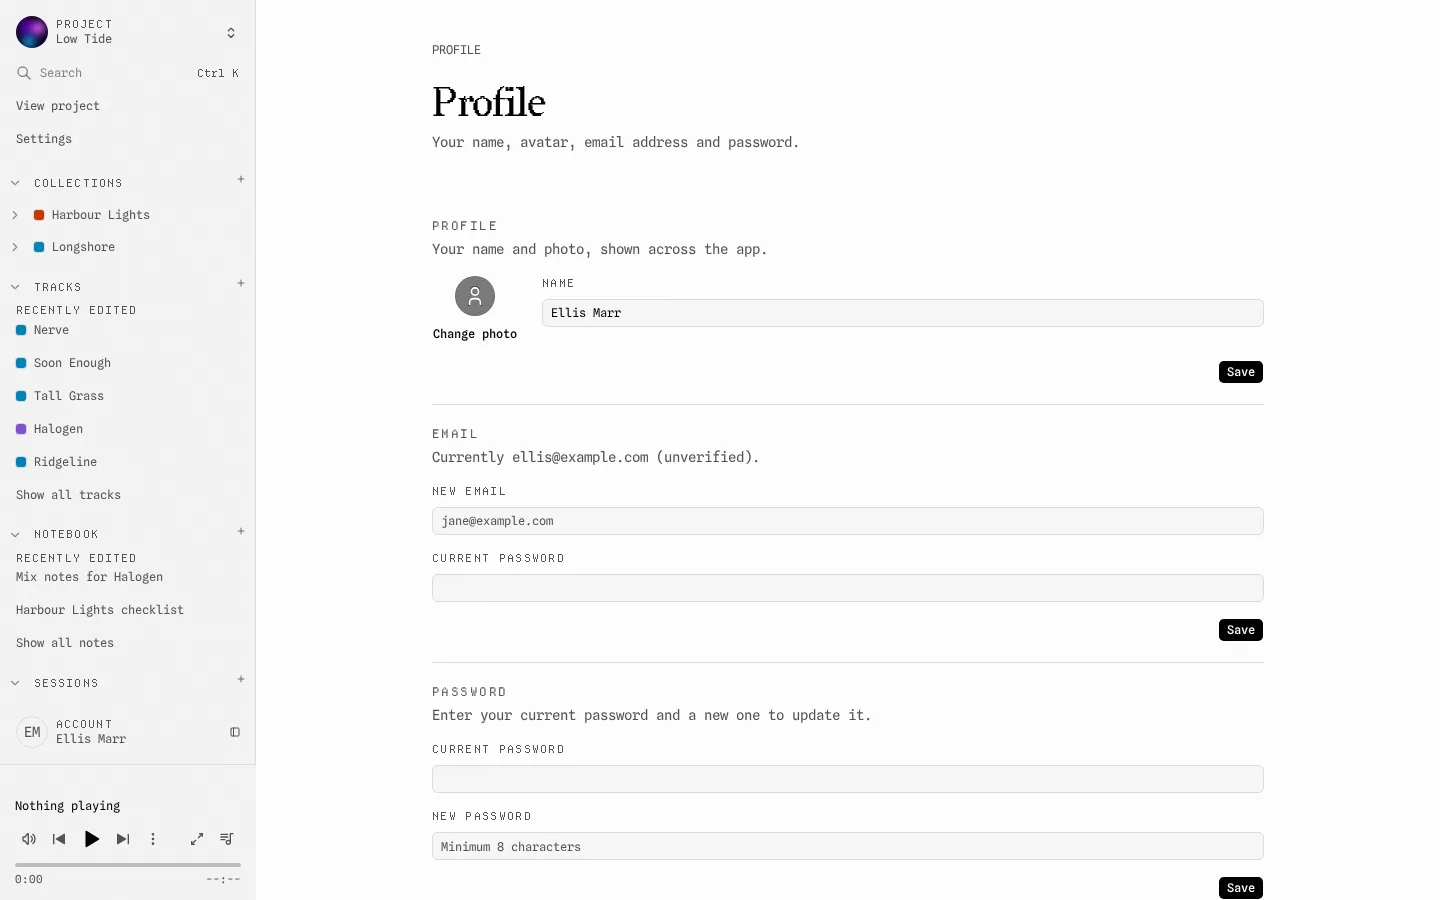 PROJECT
Low Tide
Search
Ctrl K
View project
Settings
COLLECTIONS
Harbour Lights
Longshore
TRACKS
RECENTLY EDITED
Nerve
Soon Enough
Tall Grass
Halogen
Ridgeline
Show all tracks
NOTEBOOK
RECENTLY EDITED
Mix notes for Halogen
Harbour Lights checklist
Show all notes
SESSIONS
EM
ACCOUNT
Ellis Marr
Nothing playing
0:00
--:--
PROFILE
Profile
Your name, avatar, email address and password.
PROFILE
Your name and photo, shown across the app.
Change photo
NAME
Ellis Marr
Save
EMAIL
Currently ellis@example.com (unverified).
NEW EMAIL
jane@example.com
CURRENT PASSWORD
Save
PASSWORD
Enter your current password and a new one to update it.
CURRENT PASSWORD
NEW PASSWORD
Minimum 8 characters
Save